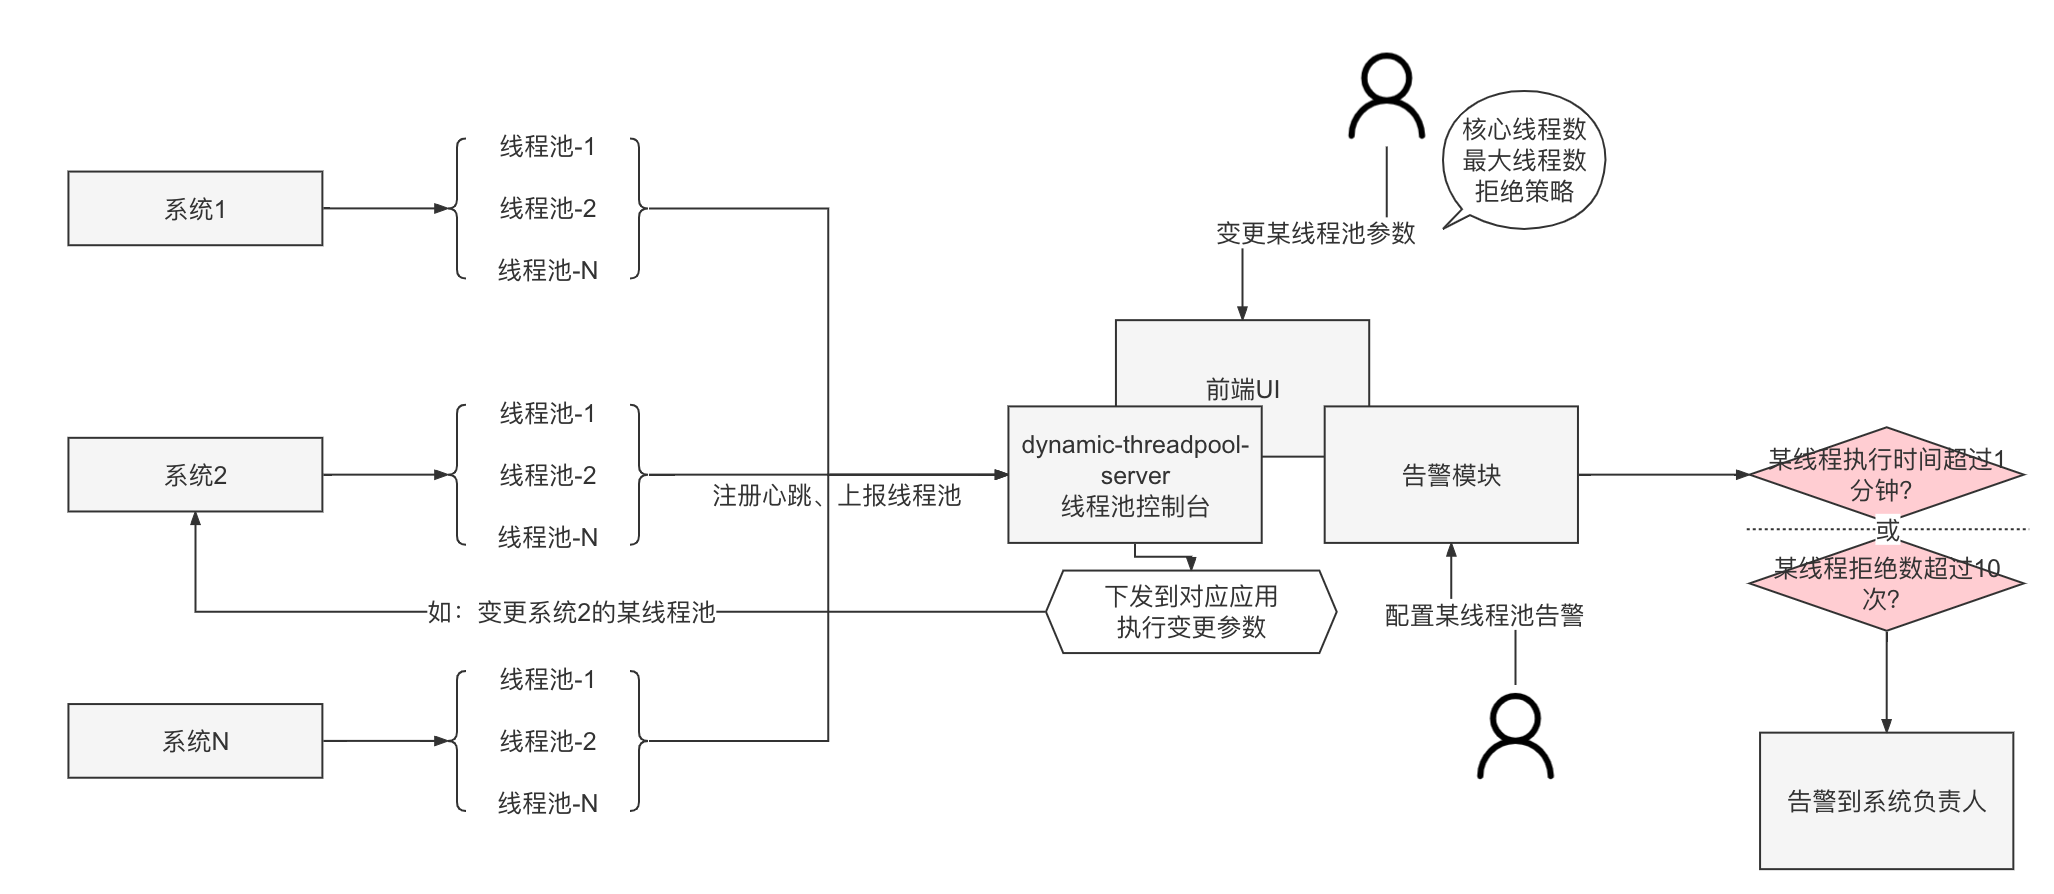 核心线程数
最大线程数
拒绝策略
变更某线程池参数
系统1
线程池-1
线程池-2
线程池-N
前端UI
系统2
线程池-1
线程池-2
线程池-N
注册心跳、上报线程池
dynamic-threadpool-
server
线程池控制台
告警模块
某线程执行时间超过1
分钟?
或
某线程拒绝数超过10
次?
如：变更系统2的某线程池
下发到对应应用
执行变更参数
配置某线程池告警
系统N
线程池-1
线程池-2
线程池-N
告警到系统负责人